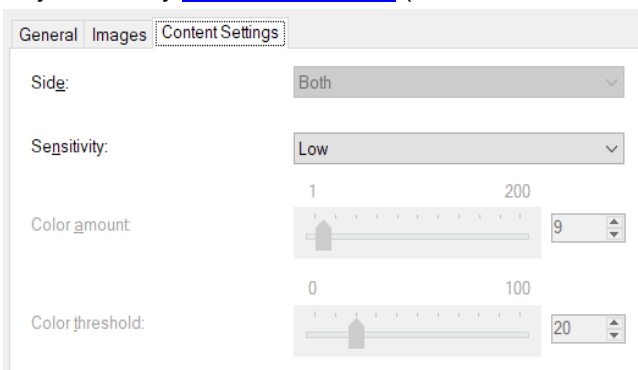 General Images Content Settings
Side: Both
Sensitivity: Low
1 200
Color amount: 9
0 100
Color threshold: 20